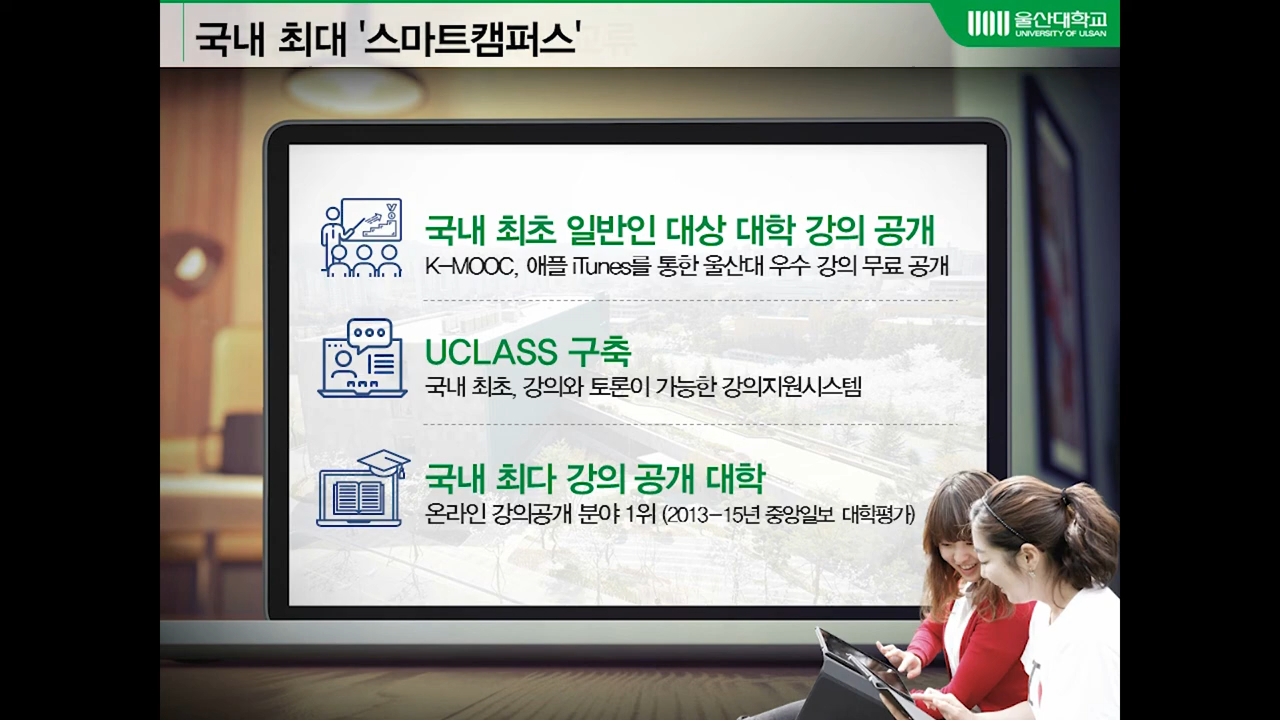 국내 최대 '스마트캠퍼스'
울산대학교
UNIVERSITY OF ULSAN
국내 최초 일반인 대상 대학 강의 공개
K-MOOC, 애플 iTunes를 통한 울산대 우수 강의 무료 공개
UCLASS 구축
국내 최초, 강의와 토론이 가능한 강의지원시스템
국내 최다 강의 공개 대학
온라인 강의공개 분야 1위 (2013-15년 중앙일보 대학평가)